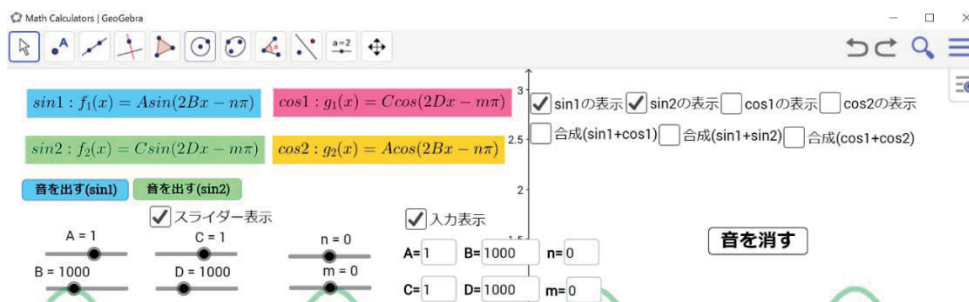 Math Calculators | GeoGebra
A
a=2
sin1 : f₁(x) = Asin(2Bx − nπ) cos1 : g₁(x) = Ccos(2Dx − mπ)
3 sin1の表示 sin2の表示 cos1の表示 cos2の表示
sin2 : f₂(x) = Csin(2Dx − mπ) cos2 : g₂(x) = Acos(2Bx − nπ)
2.5 合成(sin1+cos1) 合成(sin1+sin2) 合成(cos1+cos2)
音を出す(sin1) 音を出す(sin2)
2
スライダー表示 入力表示
A = 1 C = 1 n = 0
1.5 音を消す
A= 1 B= 1000 n= 0
B = 1000 D = 1000 m = 0
C= 1 D= 1000 m= 0